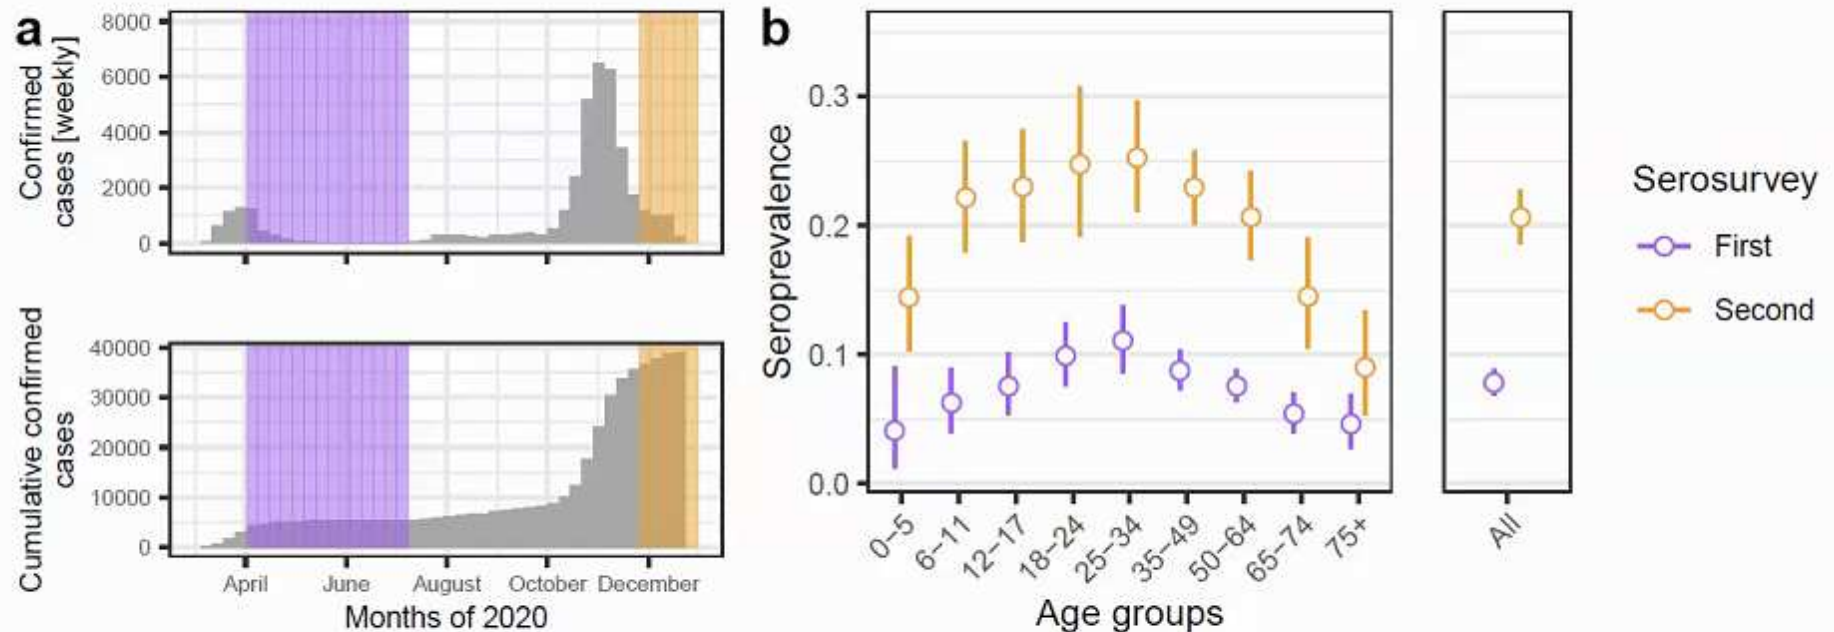 a
Confirmed
cases [weekly]
8000
6000
4000
2000
0
Cumulative confirmed
cases
40000
30000
20000
10000
0
April June August October December
Months of 2020
b
Seroprevalence
0.3
0.2
0.1
0.0
0–5 6–11 12–17 18–24 25–34 35–49 50–64 65–74 75+
All
Age groups
Serosurvey
First
Second